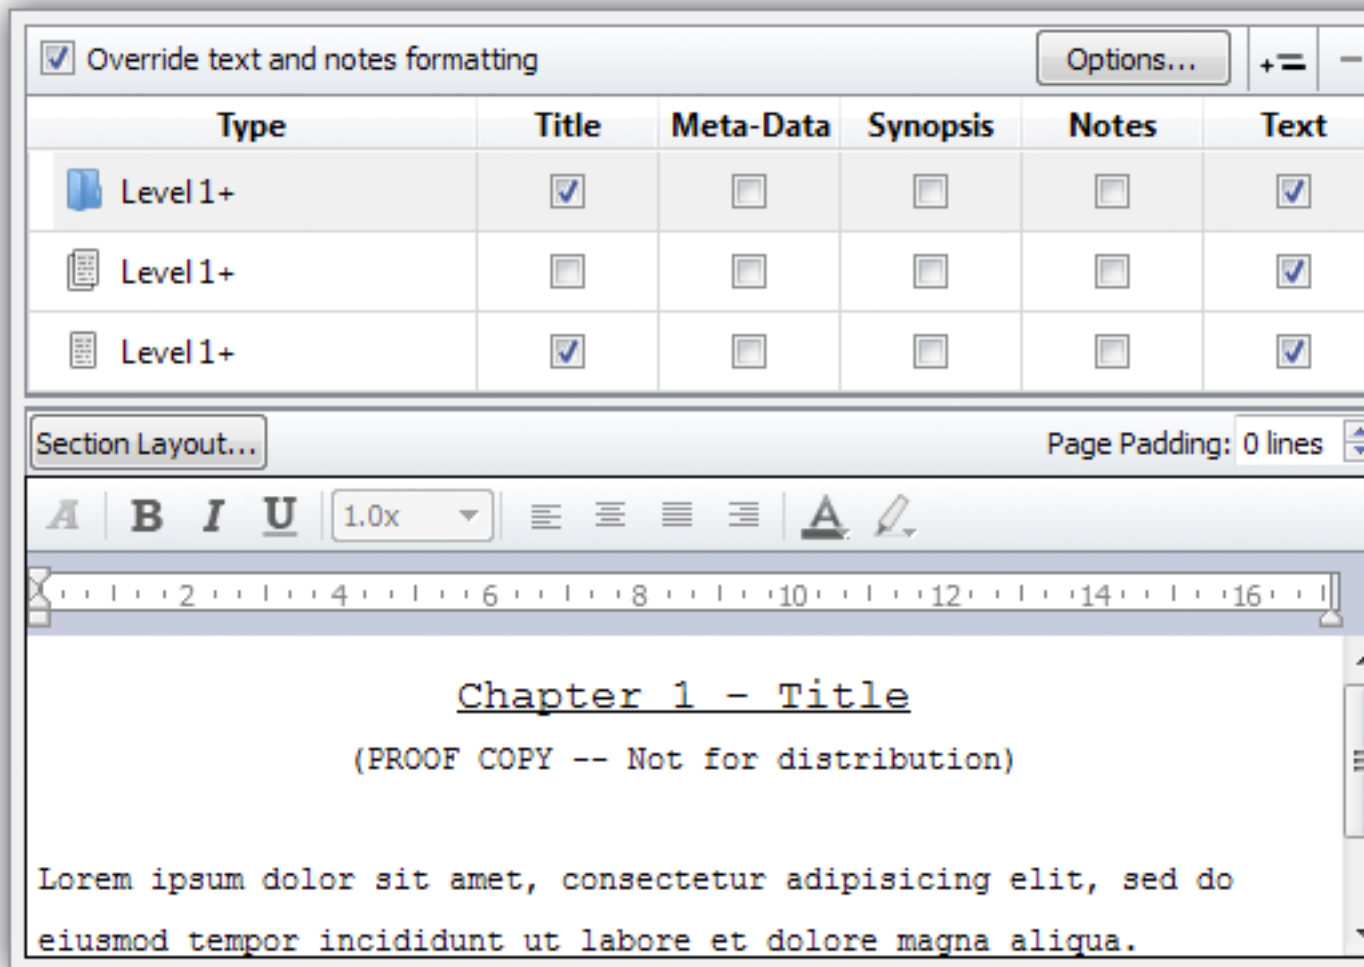 Override text and notes formatting Options...
Type Title Meta-Data Synopsis Notes Text
Level 1+
Level 1+
Level 1+
Section Layout... Page Padding: 0 lines
A B I U 1.0x A
2 4 6 8 10 12 14 16
Chapter 1 - Title
(PROOF COPY -- Not for distribution)
Lorem ipsum dolor sit amet, consectetur adipisicing elit, sed do
eiusmod tempor incididunt ut labore et dolore magna aliqua.